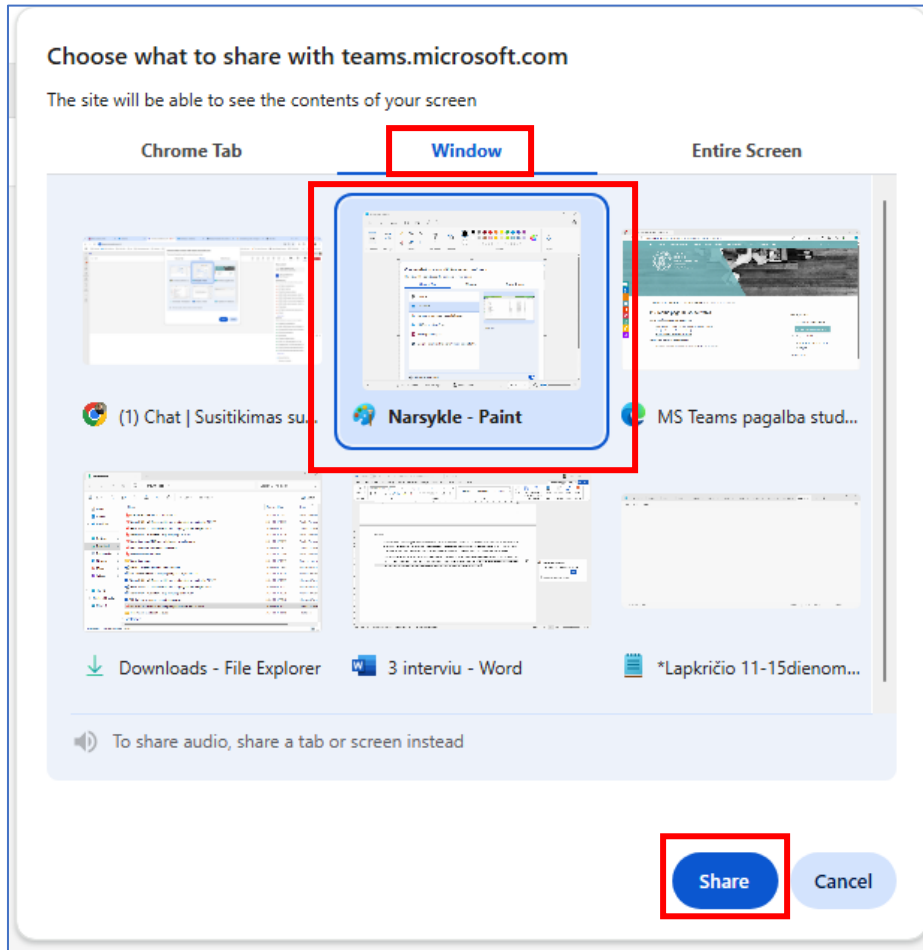 Choose what to share with teams.microsoft.com
The site will be able to see the contents of your screen
Chrome Tab
Window
Entire Screen
(1) Chat | Susitikimas su...
Narsykle - Paint
MS Teams pagalba stud...
Downloads - File Explorer
3 interviu - Word
*Lapkričio 11-15dienom...
To share audio, share a tab or screen instead
Share
Cancel